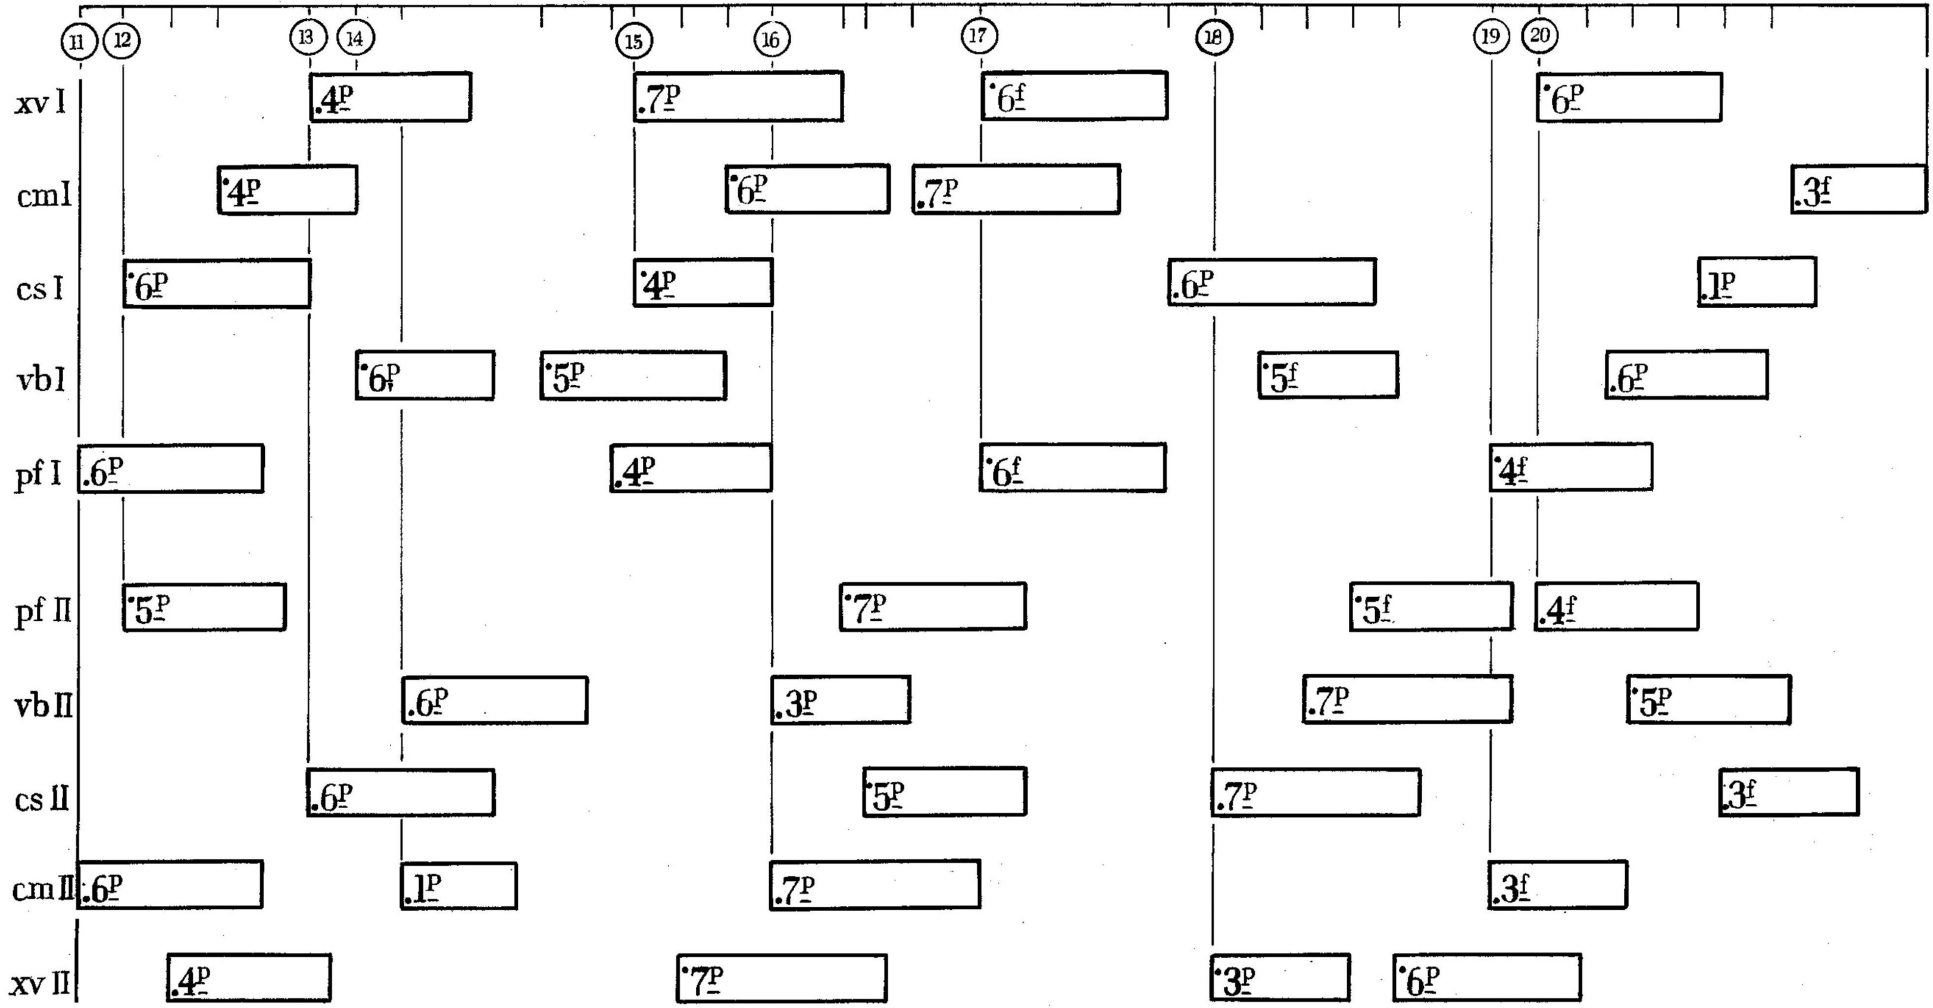 11 12 13 14 15 16 17 18 19 20
xv I .4p .7p ·6f ·6p
cm I ·4p ·6p .7p .3f
cs I ·6p ·4p .6p .1p
vb I ·6p ·5p ·5f .6p
pf I .6p .4p ·6f ·4f
pf II ·5p ·7p ·5f .4f
vb II .6p .3p .7p ·5p
cs II .6p ·5p .7p .3f
cm II .6p .1p .7p .3f
xv II .4p ·7p ·3p ·6p